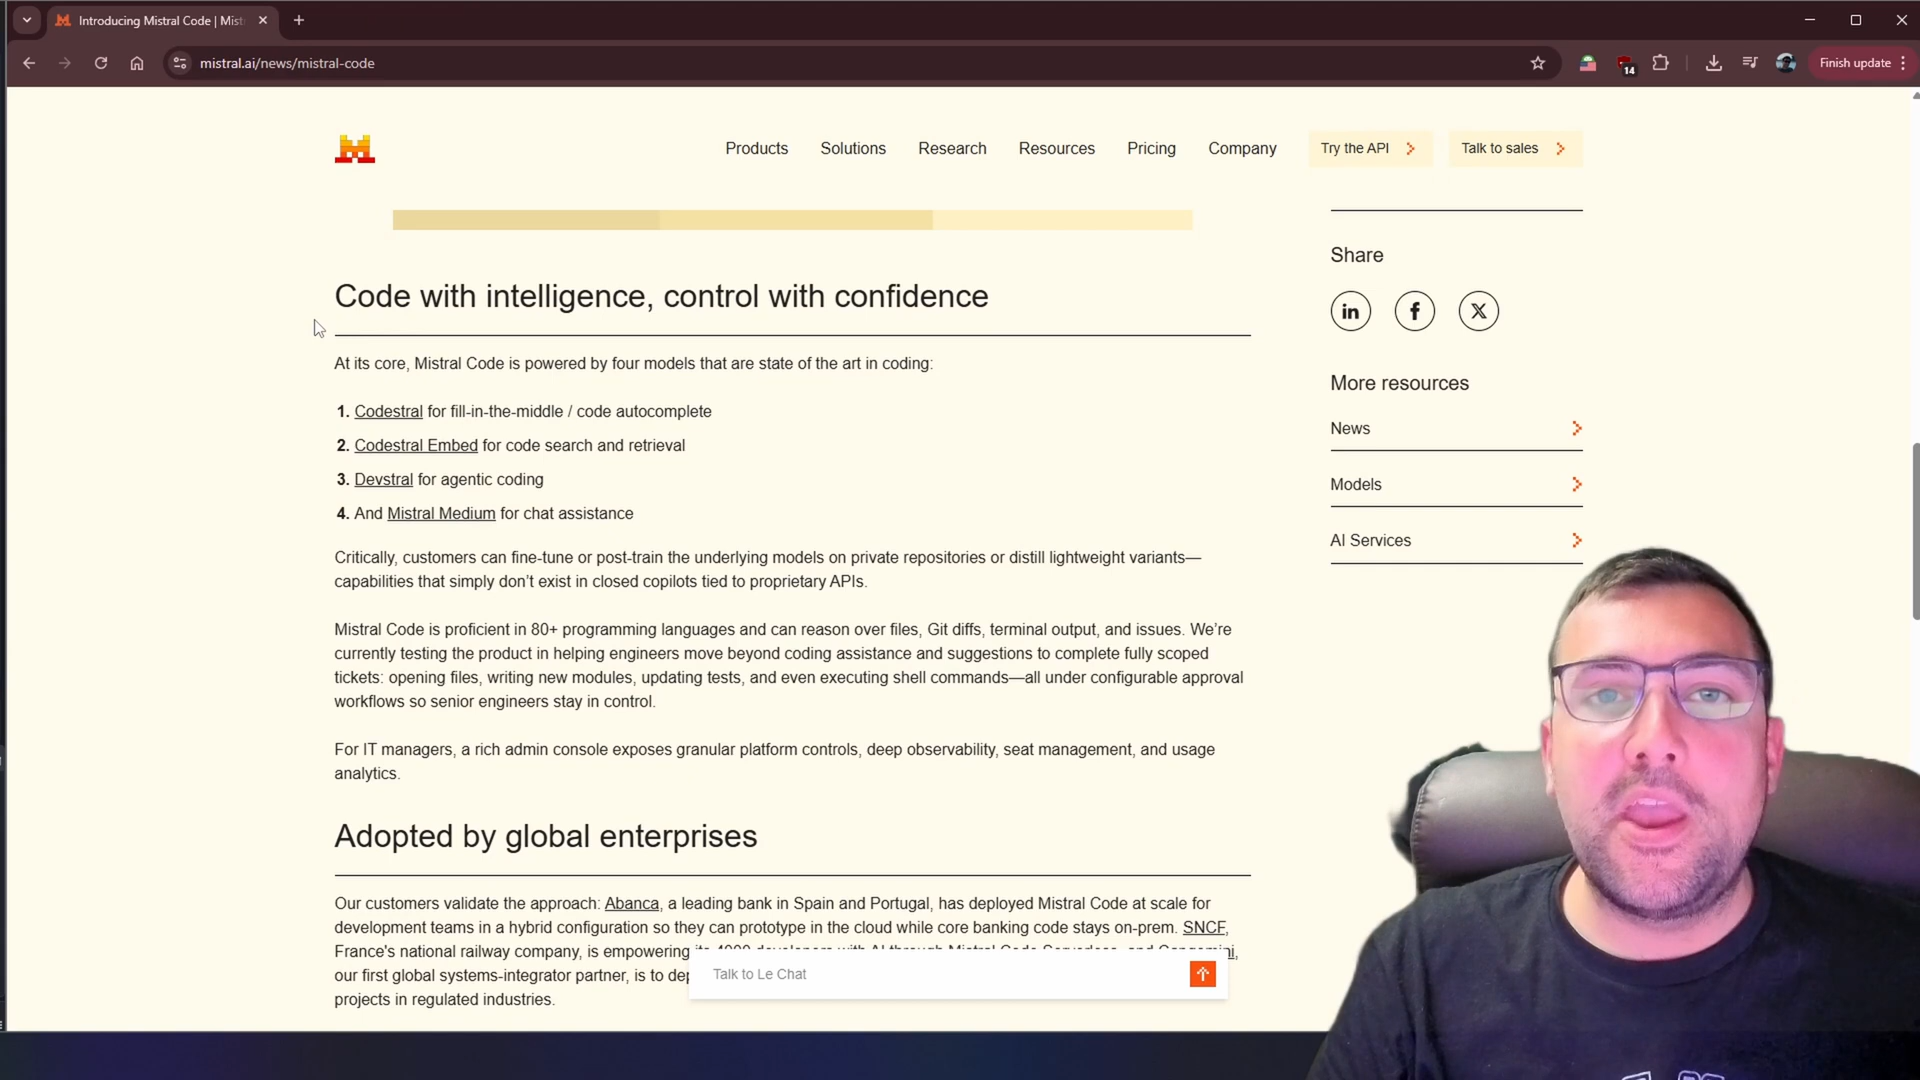 Introducing Mistral Code | Mist
mistral.ai/news/mistral-code
14
Finish update
Products Solutions Research Resources Pricing Company Try the API Talk to sales
Share
Code with intelligence, control with confidence
in f X
At its core, Mistral Code is powered by four models that are state of the art in coding:
More resources
1. Codestral for fill-in-the-middle / code autocomplete
News
2. Codestral Embed for code search and retrieval
3. Devstral for agentic coding
Models
4. And Mistral Medium for chat assistance
AI Services
Critically, customers can fine-tune or post-train the underlying models on private repositories or distill lightweight variants—
capabilities that simply don’t exist in closed copilots tied to proprietary APIs.
Mistral Code is proficient in 80+ programming languages and can reason over files, Git diffs, terminal output, and issues. We’re
currently testing the product in helping engineers move beyond coding assistance and suggestions to complete fully scoped
tickets: opening files, writing new modules, updating tests, and even executing shell commands—all under configurable approval
workflows so senior engineers stay in control.
For IT managers, a rich admin console exposes granular platform controls, deep observability, seat management, and usage
analytics.
Adopted by global enterprises
Our customers validate the approach: Abanca, a leading bank in Spain and Portugal, has deployed Mistral Code at scale for
development teams in a hybrid configuration so they can prototype in the cloud while core banking code stays on-prem. SNCF,
France's national railway company, is empowering its 4000 developers with AI through Mistral Code Serverless, and Capgemini,
our first global systems-integrator partner, is to
Talk to Le Chat
projects in regulated industries.